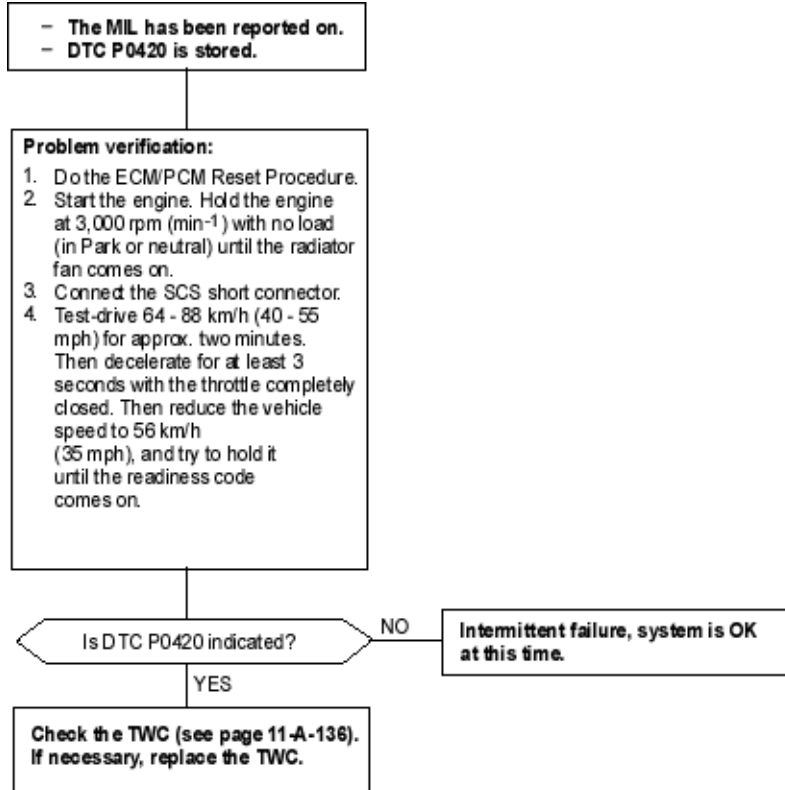 – The MIL has been reported on.
– DTC P0420 is stored.
Problem verification:
1. Do the ECM/PCM Reset Procedure.
2. Start the engine. Hold the engine
at 3,000 rpm (min-1) with no load
(in Park or neutral) until the radiator
fan comes on.
3. Connect the SCS short connector.
4. Test-drive 64 - 88 km/h (40 - 55
mph) for approx. two minutes.
Then decelerate for at least 3
seconds with the throttle completely
closed. Then reduce the vehicle
speed to 56 km/h
(35 mph), and try to hold it
until the readiness code
comes on.
Is DTC P0420 indicated?
NO
Intermittent failure, system is OK
at this time.
YES
Check the TWC (see page 11-A-136).
If necessary, replace the TWC.